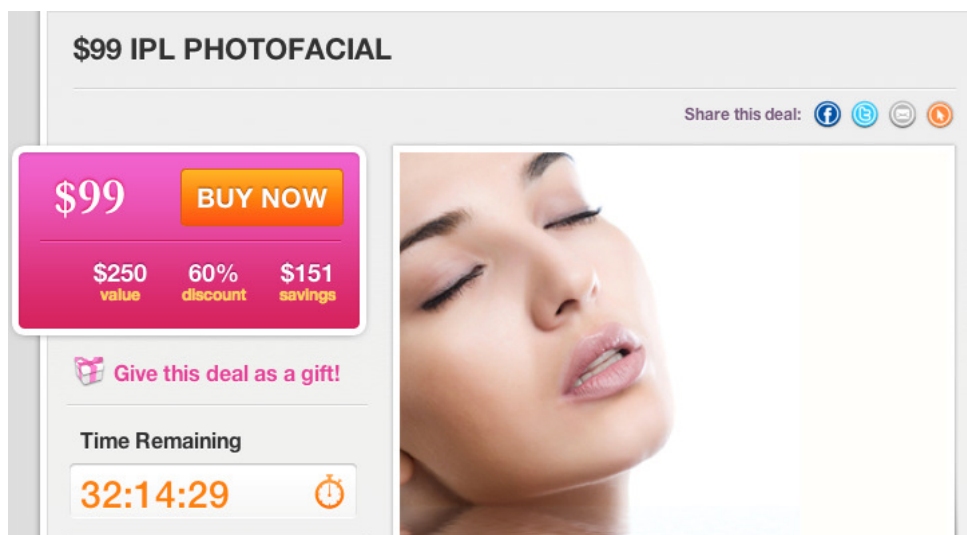 $99 IPL PHOTOFACIAL
Share this deal:
$99 BUY NOW
$250 60% $151
value discount savings
Give this deal as a gift!
Time Remaining
32:14:29